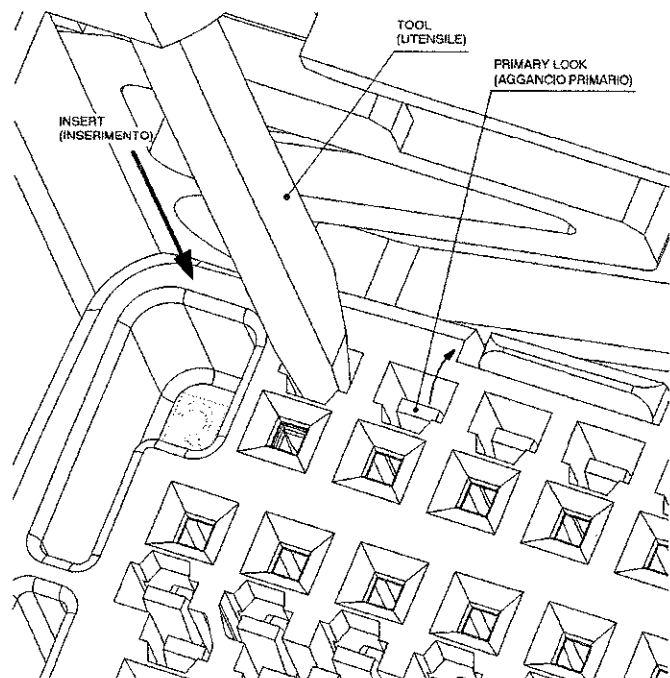 TOOL
(UTENSILE)
PRIMARY LOOK
(AGGANCIO PRIMARIO)
INSERT
(INSERIMENTO)